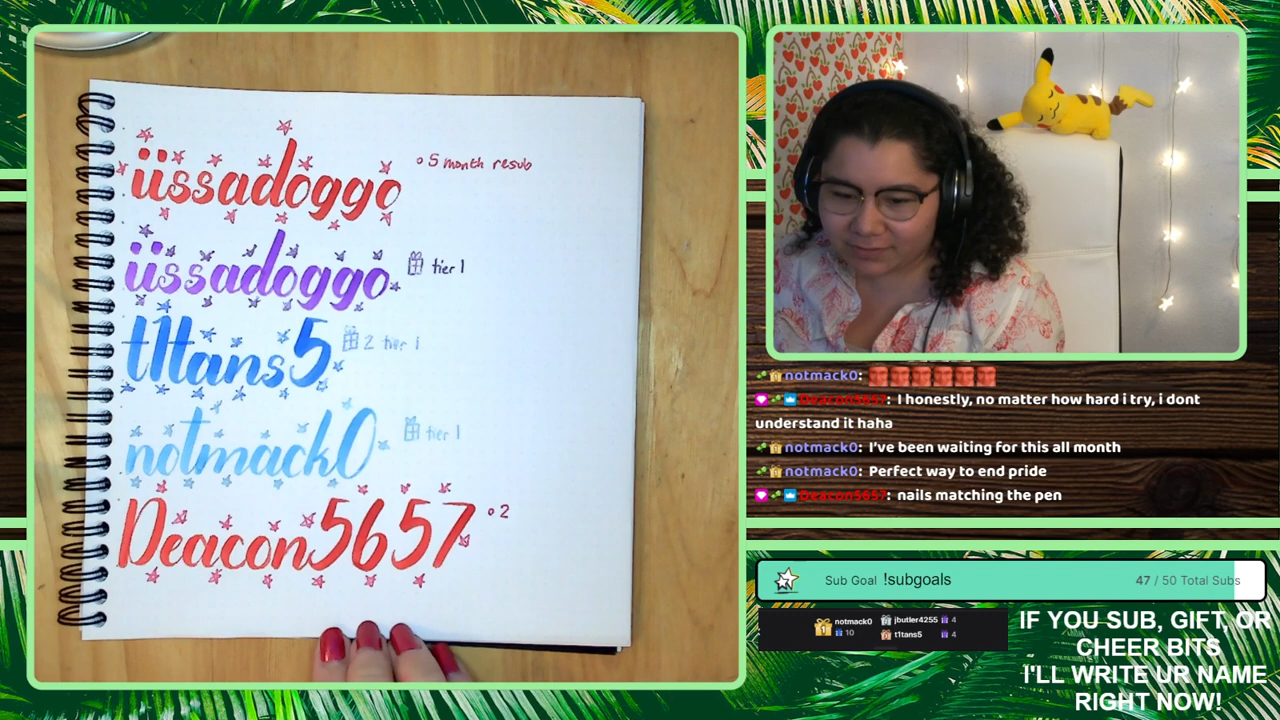 üssadoggo
° 5 month resub
üssadoggo
tier 1
t1tans5
2 tier 1
notmack0
tier 1
Deacon5657
° 2
notmack0:
Deacon5657: I honestly, no matter how hard i try, i dont
understand it haha
notmack0: I've been waiting for this all month
notmack0: Perfect way to end pride
Deacon5657: nails matching the pen
Sub Goal !subgoals 47 / 50 Total Subs
1 notmack0 10
jbutler4255 4
t1tans5 4
IF YOU SUB, GIFT, OR
CHEER BITS
I'LL WRITE UR NAME
RIGHT NOW!